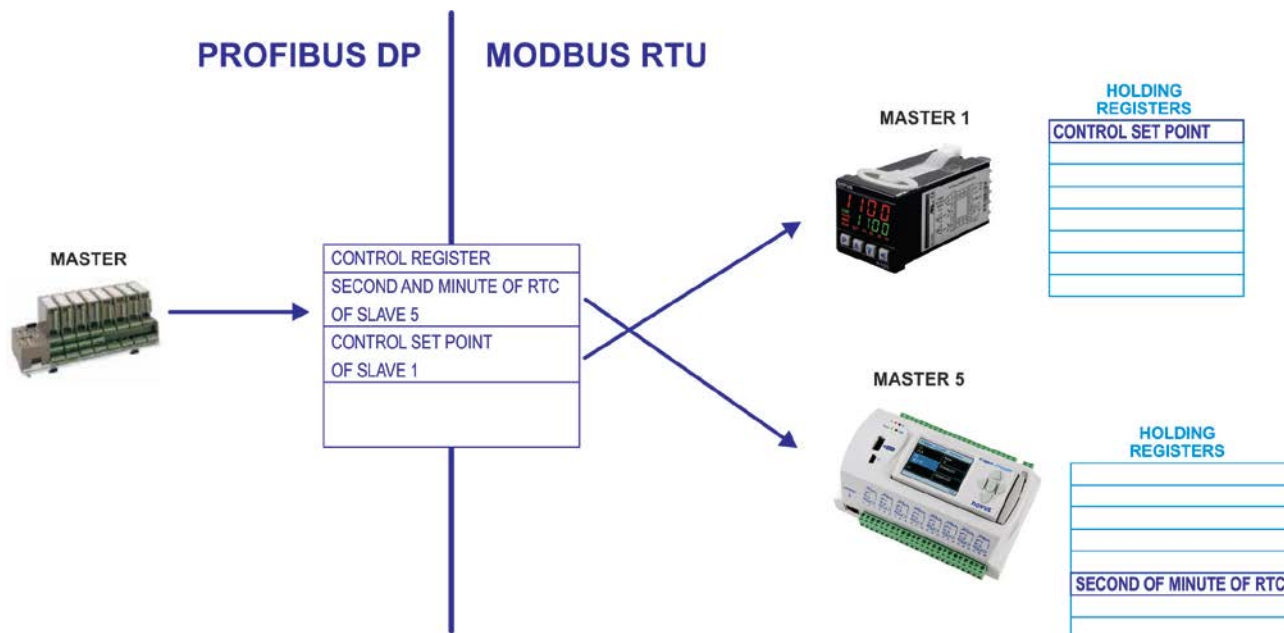 PROFIBUS DP
MODBUS RTU
MASTER
CONTROL REGISTER
SECOND AND MINUTE OF RTC
OF SLAVE 5
CONTROL SET POINT
OF SLAVE 1
MASTER 1
1100
1100
HOLDING
REGISTERS
CONTROL SET POINT
MASTER 5
HOLDING
REGISTERS
SECOND OF MINUTE OF RTC